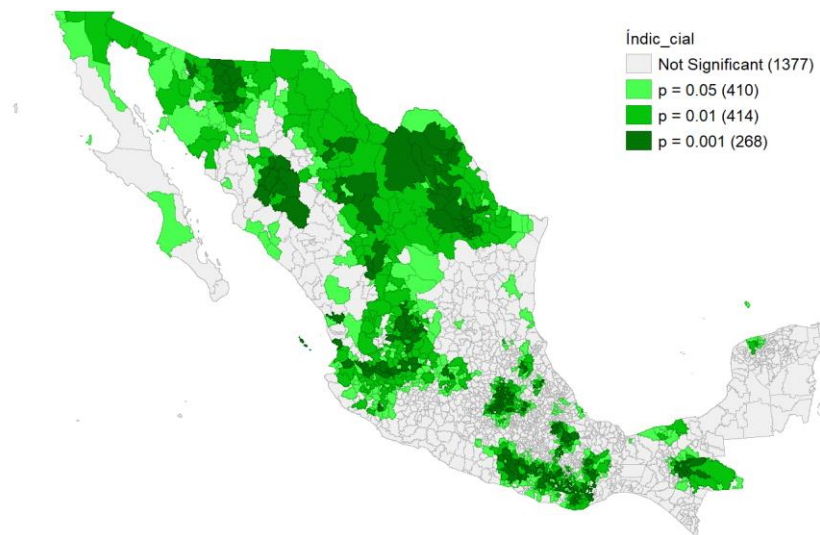 Índic_cial
Not Significant (1377)
p = 0.05 (410)
p = 0.01 (414)
p = 0.001 (268)